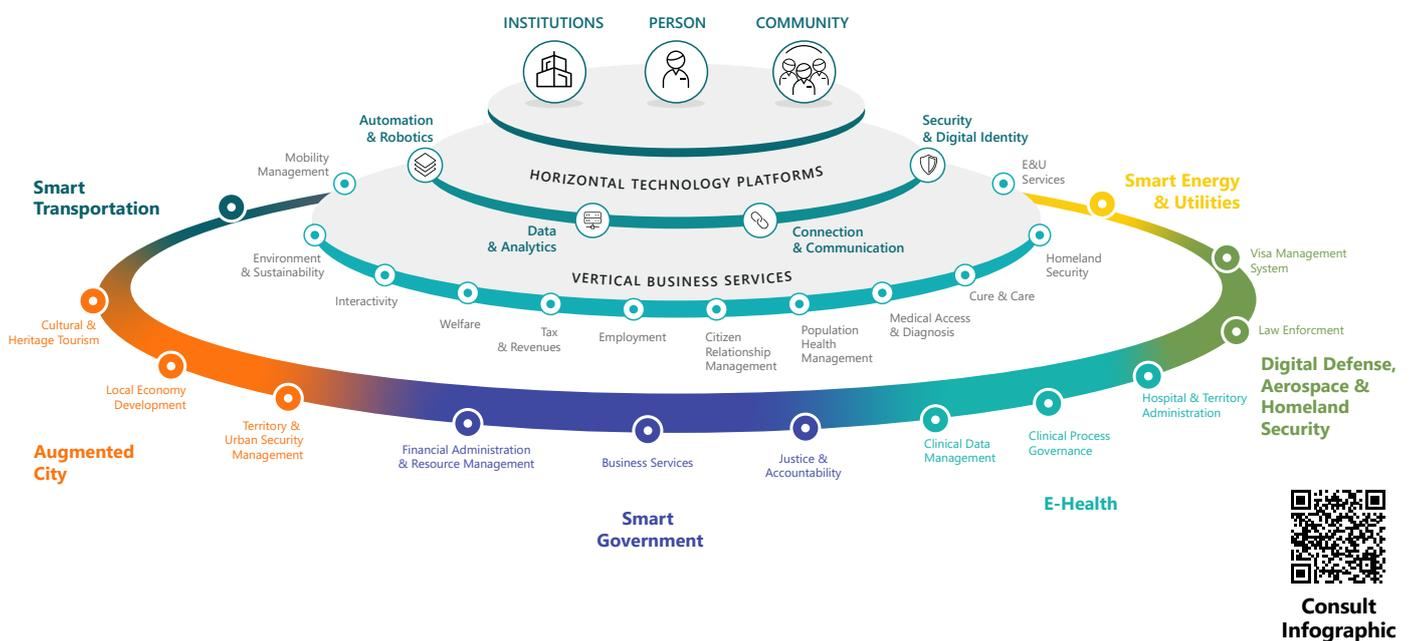 INSTITUTIONS
PERSON
COMMUNITY
Automation
& Robotics
Security
& Digital Identity
HORIZONTAL TECHNOLOGY PLATFORMS
Data
& Analytics
Connection
& Communication
VERTICAL BUSINESS SERVICES
Mobility
Management
E&U
Services
Environment
& Sustainability
Interactivity
Welfare
Tax
& Revenues
Employment
Citizen
Relationship
Management
Population
Health
Management
Medical Access
& Diagnosis
Cure & Care
Homeland
Security
Smart
Transportation
Smart Energy
& Utilities
Visa Management
System
Law Enforcment
Digital Defense,
Aerospace &
Homeland
Security
Cultural &
Heritage Tourism
Local Economy
Development
Territory &
Urban Security
Management
Augmented
City
Financial Administration
& Resource Management
Business Services
Justice &
Accountability
Smart
Government
Clinical Data
Management
Clinical Process
Governance
Hospital & Territory
Administration
E-Health
Consult
Infographic